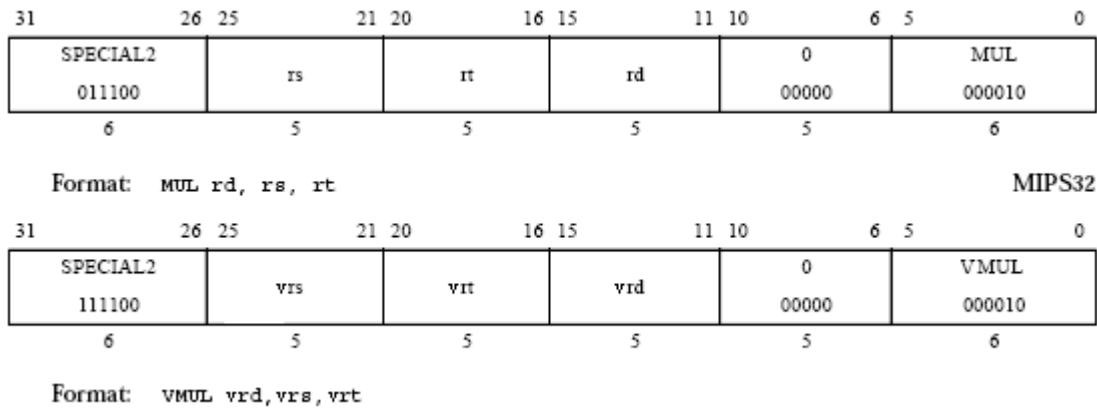 31 26 25 21 20 16 15 11 10 6 5 0
SPECIAL2 rs rt rd 0 MUL
011100 00000 000010
6 5 5 5 5 6
Format: MUL rd, rs, rt MIPS32
31 26 25 21 20 16 15 11 10 6 5 0
SPECIAL2 vrs vrt vrd 0 VMUL
111100 00000 000010
6 5 5 5 5 6
Format: VMUL vrd,vrs,vrt